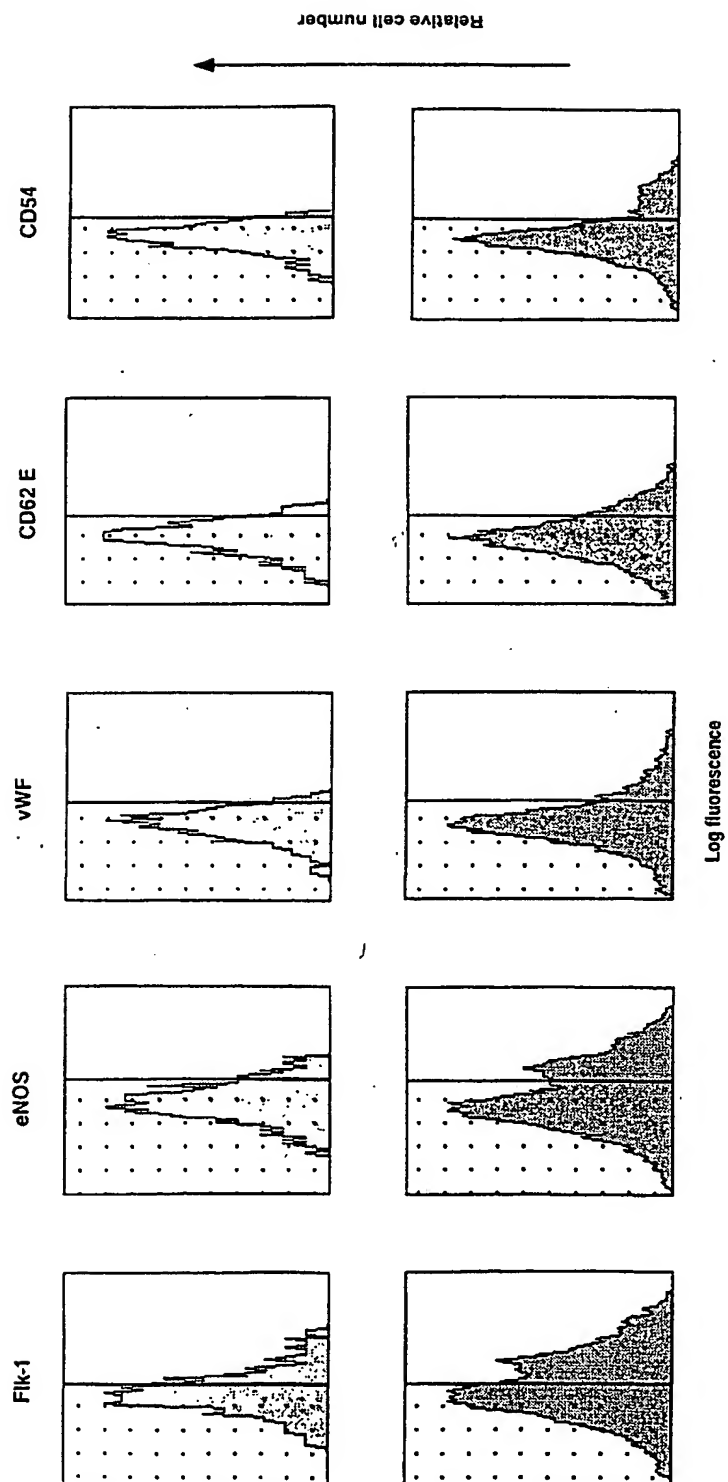 Flk-1
eNOS
vWF
CD62 E
CD54
Relative cell number
Log fluorescence